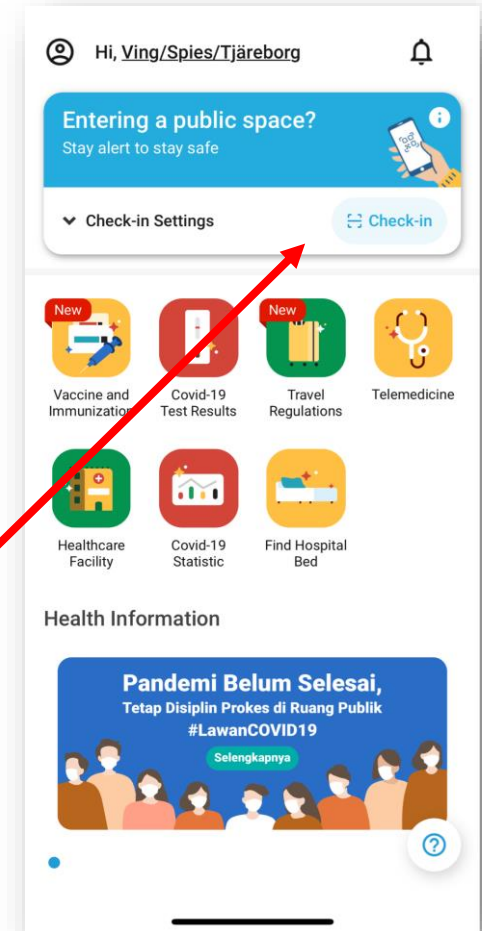 Hi, Ving/Spies/Tjäreborg
Entering a public space?
Stay alert to stay safe
Check-in Settings
Check-in
New
New
Vaccine and
Immunization
Covid-19
Test Results
Travel
Regulations
Telemedicine
Healthcare
Facility
Covid-19
Statistic
Find Hospital
Bed
Health Information
Pandemi Belum Selesai,
Tetap Disiplin Prokes di Ruang Publik
#LawanCOVID19
Selengkapnya